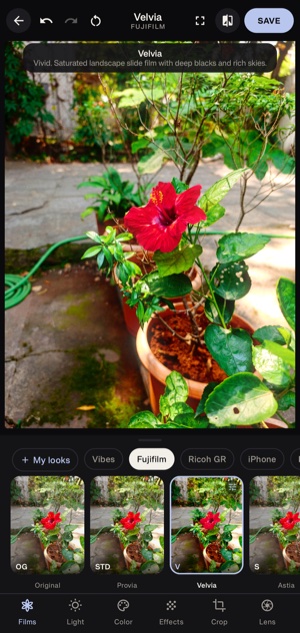 Velvia
FUJIFILM
SAVE
Velvia
Vivid. Saturated landscape slide film with deep blacks and rich skies.
+ My looks
Vibes
Fujifilm
Ricoh GR
iPhone
OG
STD
V
S
Original
Provia
Velvia
Astia
Films
Light
Color
Effects
Crop
Lens